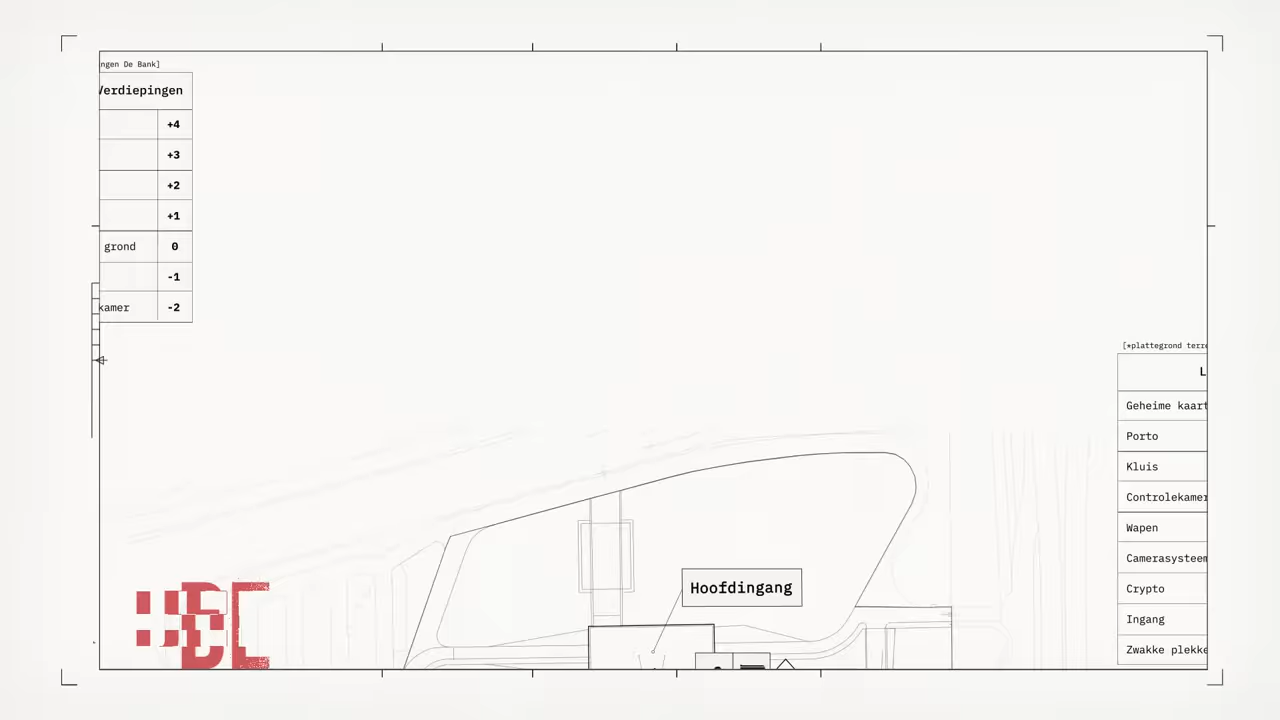 ngen De Bank]
Verdiepingen
+4
+3
+2
+1
grond 0
-1
kamer -2
[*plattegrond terre
L
Geheime kaart
Porto
Kluis
Controlekamer
Wapen
Camerasysteem
Crypto
Ingang
Zwakke plekke
Hoofdingang